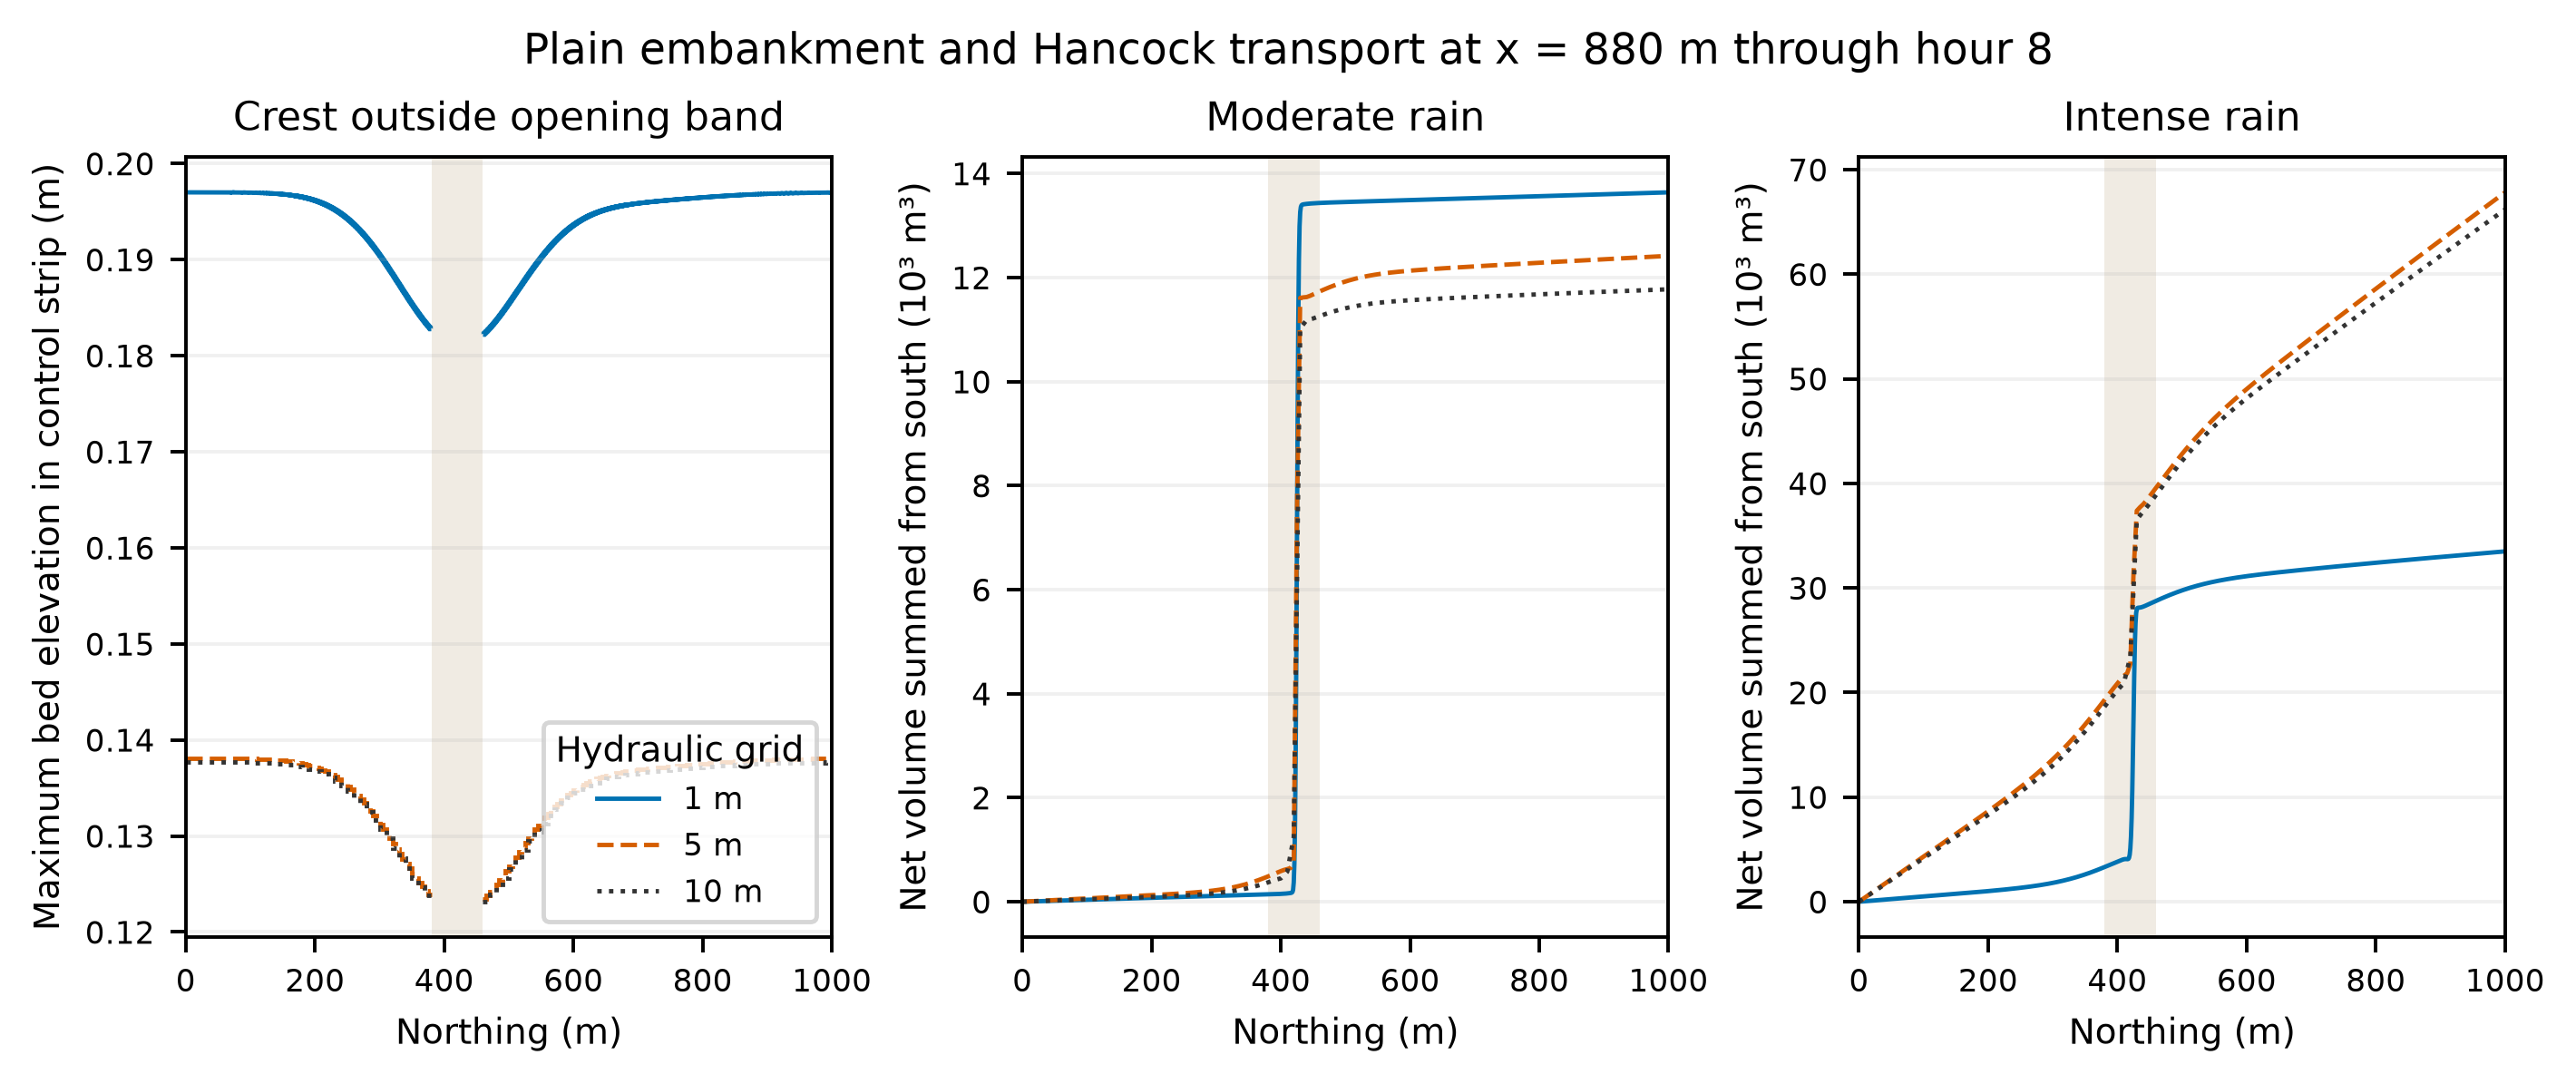 Plain embankment and Hancock transport at x = 880 m through hour 8
Crest outside opening band
Maximum bed elevation in control strip (m)
0.20
0.19
0.18
0.17
0.16
0.15
0.14
0.13
0.12
0 200 400 600 800 1000
Northing (m)
Hydraulic grid
1 m
5 m
10 m
Moderate rain
Net volume summed from south (10³ m³)
14
12
10
8
6
4
2
0
0 200 400 600 800 1000
Northing (m)
Intense rain
Net volume summed from south (10³ m³)
70
60
50
40
30
20
10
0
0 200 400 600 800 1000
Northing (m)